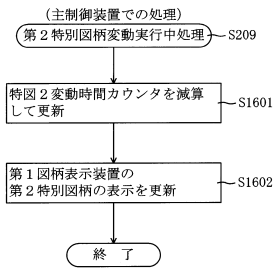 (主制御装置での処理)
第2特別図柄変動実行中処理
S209
特図2変動時間カウンタを減算
して更新
S1601
第1図柄表示装置の
第2特別図柄の表示を更新
S1602
終 了